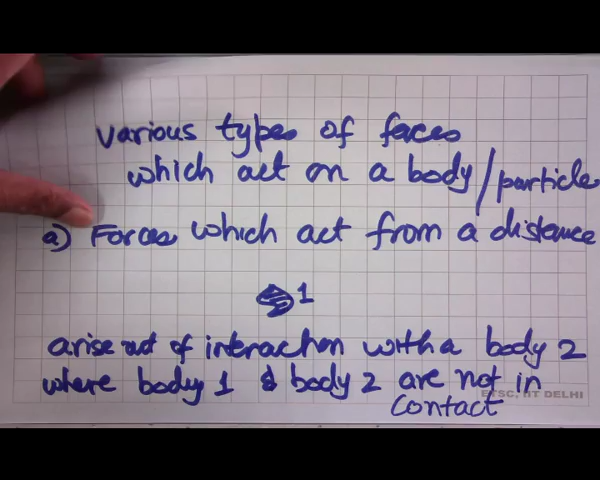 various types of forces
which act on a body/particle
a) Forces which act from a distance
1
arise out of interaction with a body 2
where body 1 & body 2 are not in
contact
ETSC, IIT DELHI